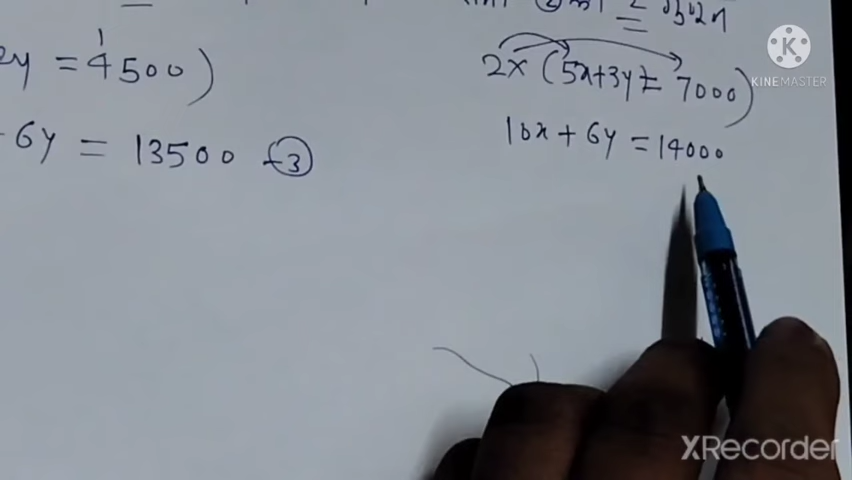 2y = 4500)
6y = 13500 - 3
2x (5x+3y = 7000)
10x + 6y = 14000
KINEMASTER
XRecorder